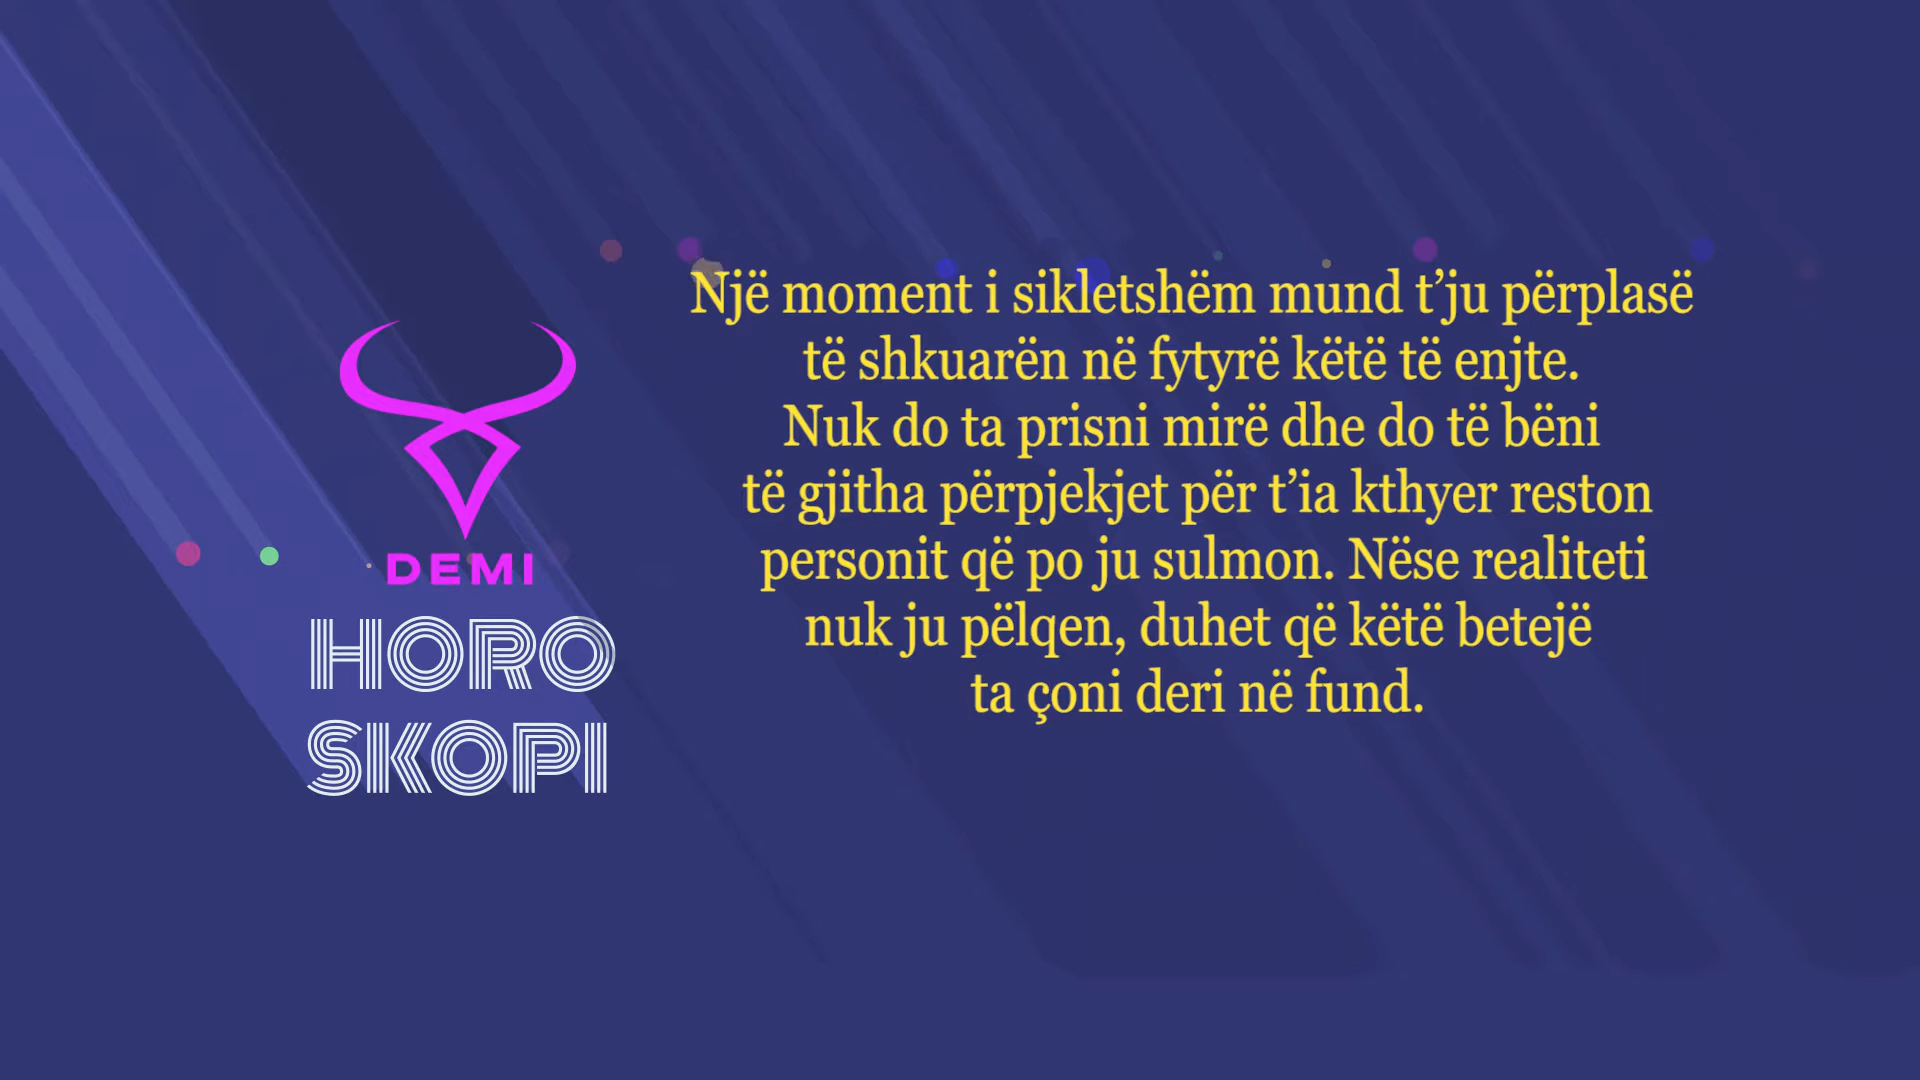 DEMI
HORO
SKOPI
Një moment i sikletshëm mund t’ju përplasë
të shkuarën në fytyrë këtë të enjte.
Nuk do ta prisni mirë dhe do të bëni
të gjitha përpjekjet për t’ia kthyer reston
personit që po ju sulmon. Nëse realiteti
nuk ju pëlqen, duhet që këtë betejë
ta çoni deri në fund.